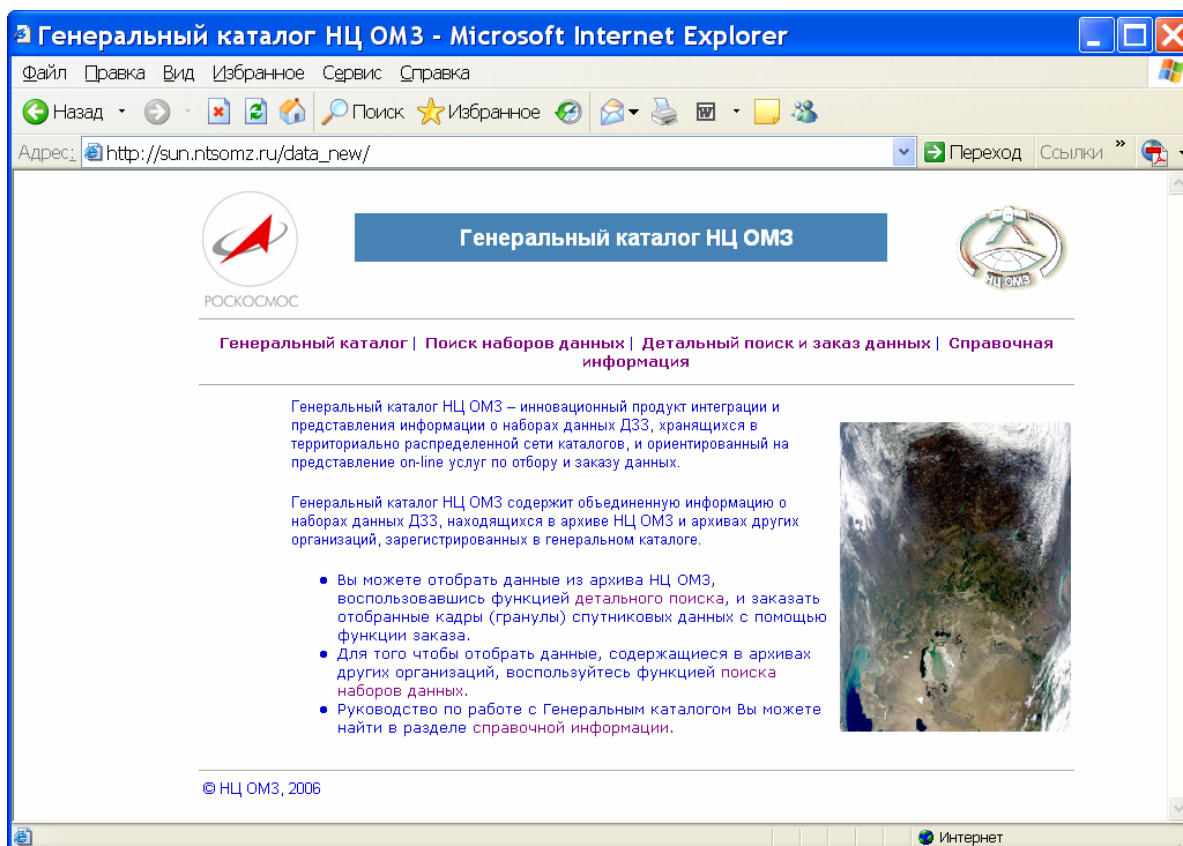 Генеральный каталог НЦ ОМЗ - Microsoft Internet Explorer
Файл Правка Вид Избранное Сервис Справка
Назад Поиск Избранное
Адрес: http://sun.ntsomz.ru/data_new/ Переход Ссылки »
Генеральный каталог НЦ ОМЗ
НЦ ОМЗ
РОСКОСМОС
Генеральный каталог | Поиск наборов данных | Детальный поиск и заказ данных | Справочная
информация
Генеральный каталог НЦ ОМЗ – инновационный продукт интеграции и
представления информации о наборах данных ДЗЗ, хранящихся в
территориально распределенной сети каталогов, и ориентированный на
представление on-line услуг по отбору и заказу данных.
Генеральный каталог НЦ ОМЗ содержит объединенную информацию о
наборах данных ДЗЗ, находящихся в архиве НЦ ОМЗ и архивах других
организаций, зарегистрированных в генеральном каталоге.
• Вы можете отобрать данные из архива НЦ ОМЗ,
воспользовавшись функцией детального поиска, и заказать
отобранные кадры (гранулы) спутниковых данных с помощью
функции заказа.
• Для того чтобы отобрать данные, содержащиеся в архивах
других организаций, воспользуйтесь функцией поиска
наборов данных.
• Руководство по работе с Генеральным каталогом Вы можете
найти в разделе справочной информации.
© НЦ ОМЗ, 2006
Интернет